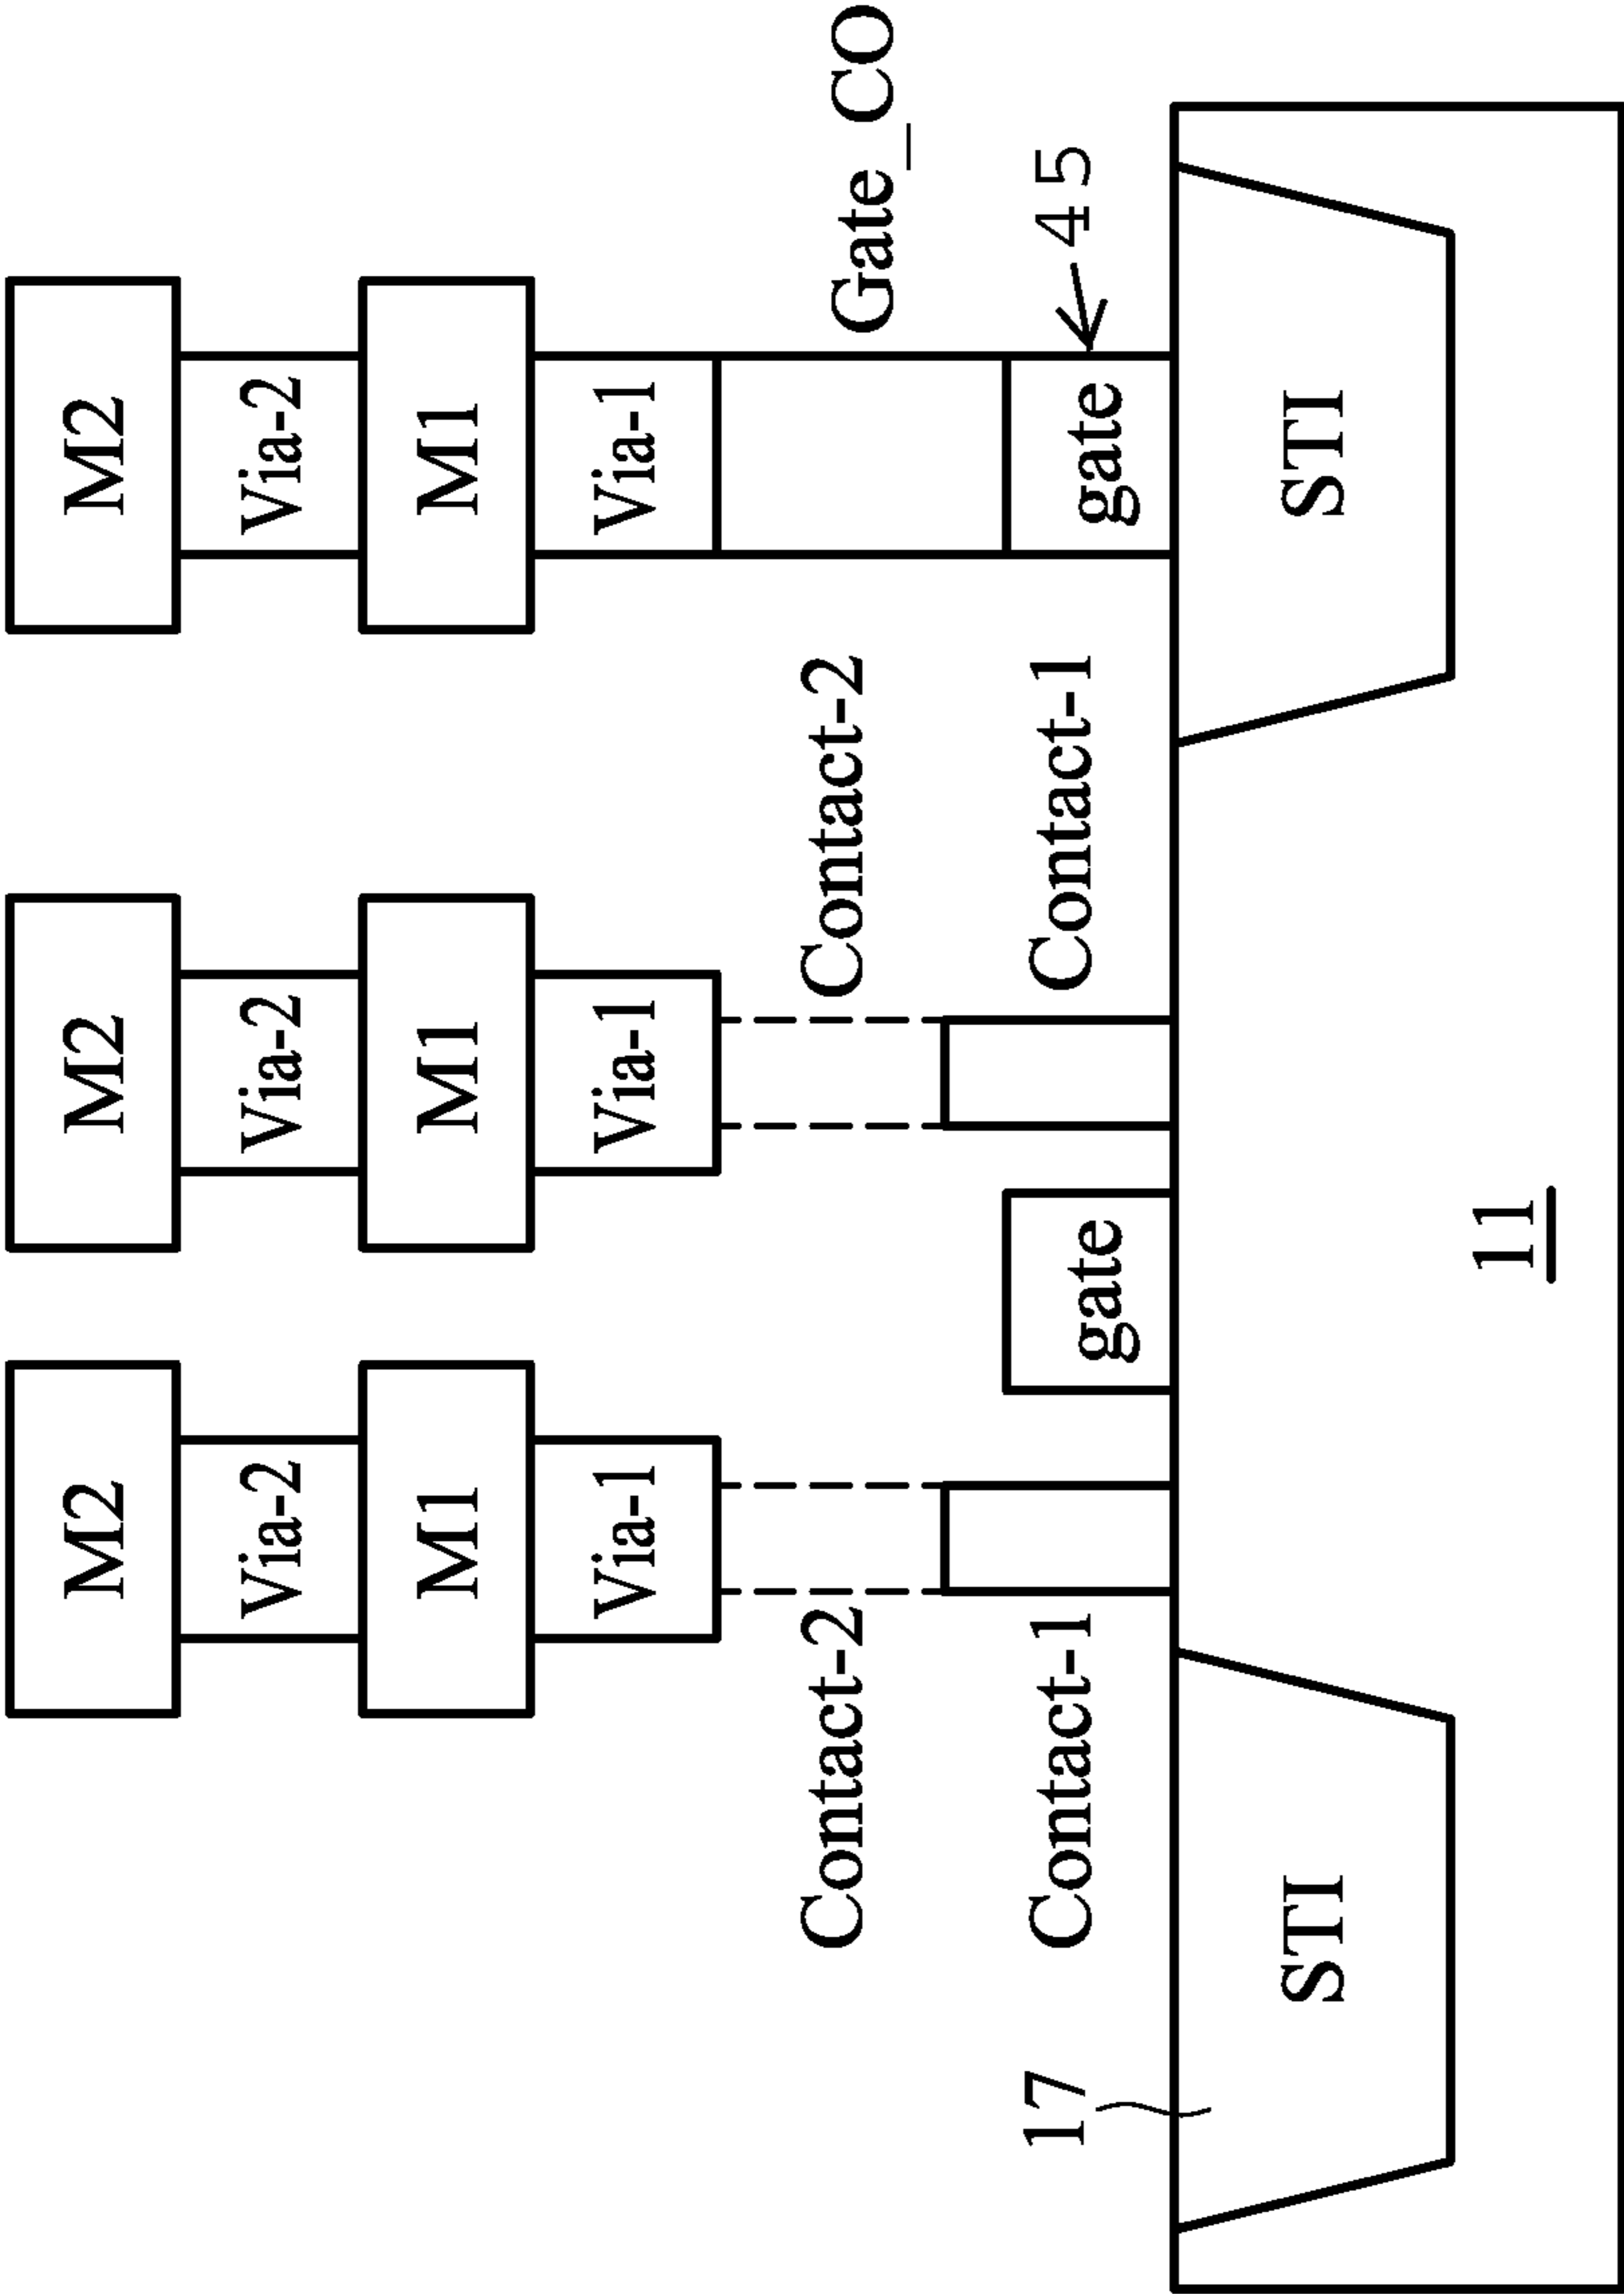 M2
M2
M2
Via-2
Via-2
Via-2
M1
M1
M1
Via-1
Via-1
Via-1
Contact-2
Contact-2
Gate_CO
Contact-1
gate
Contact-1
gate
45
17
STI
STI
11